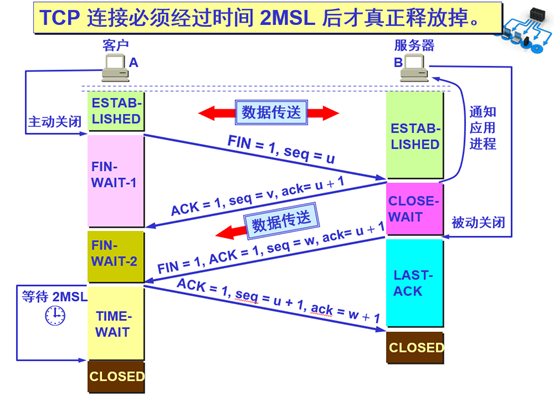 TCP 连接必须经过时间 2MSL 后才真正释放掉。
客户
A
服务器
B
主动关闭
ESTAB-
LISHED
数据传送
ESTAB-
LISHED
通知
应用
进程
FIN = 1, seq = u
FIN-
WAIT-1
ACK = 1, seq = v, ack= u + 1
CLOSE-
WAIT
数据传送
被动关闭
FIN-
WAIT-2
FIN = 1, ACK = 1, seq = w, ack= u + 1
LAST-
ACK
等待 2MSL
ACK = 1, seq = u + 1, ack = w + 1
TIME-
WAIT
CLOSED
CLOSED